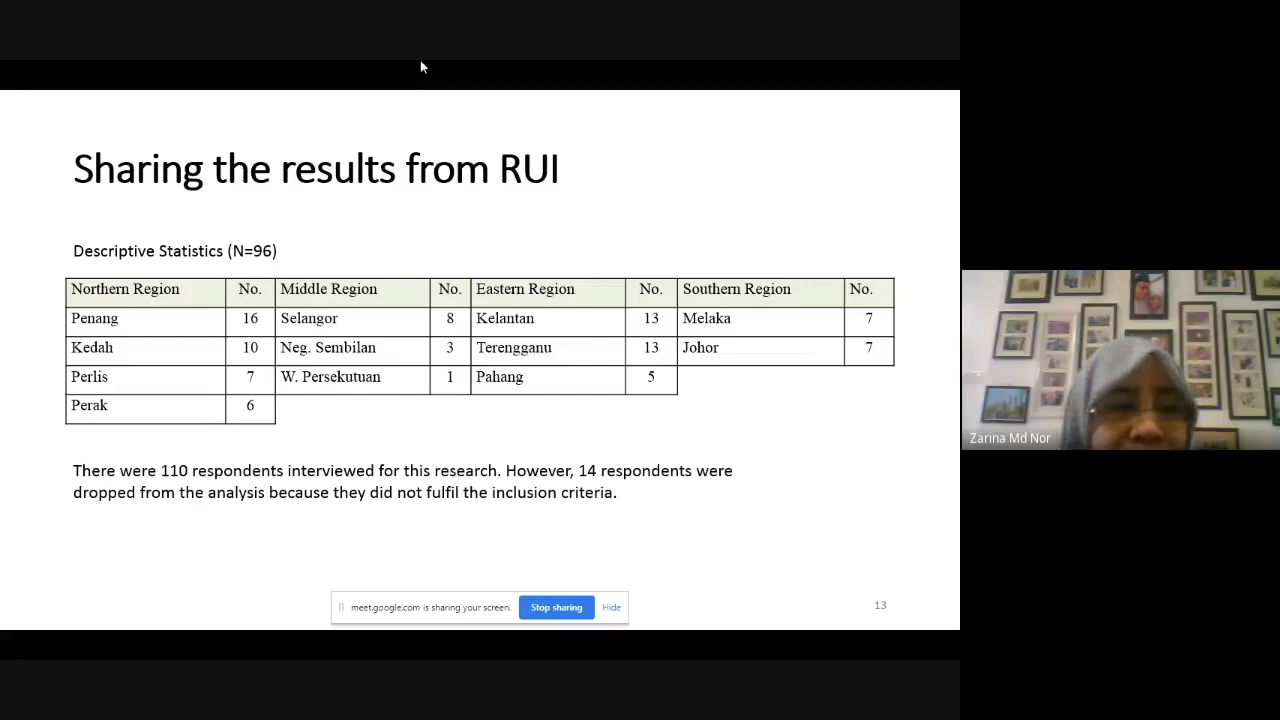 Sharing the results from RUI
Descriptive Statistics (N=96)
Northern Region No. Middle Region No. Eastern Region No. Southern Region No.
Penang 16 Selangor 8 Kelantan 13 Melaka 7
Kedah 10 Neg. Sembilan 3 Terengganu 13 Johor 7
Perlis 7 W. Persekutuan 1 Pahang 5
Perak 6
There were 110 respondents interviewed for this research. However, 14 respondents were
dropped from the analysis because they did not fulfil the inclusion criteria.
meet.google.com is sharing your screen. Stop sharing Hide
13
Zarina Md Nor